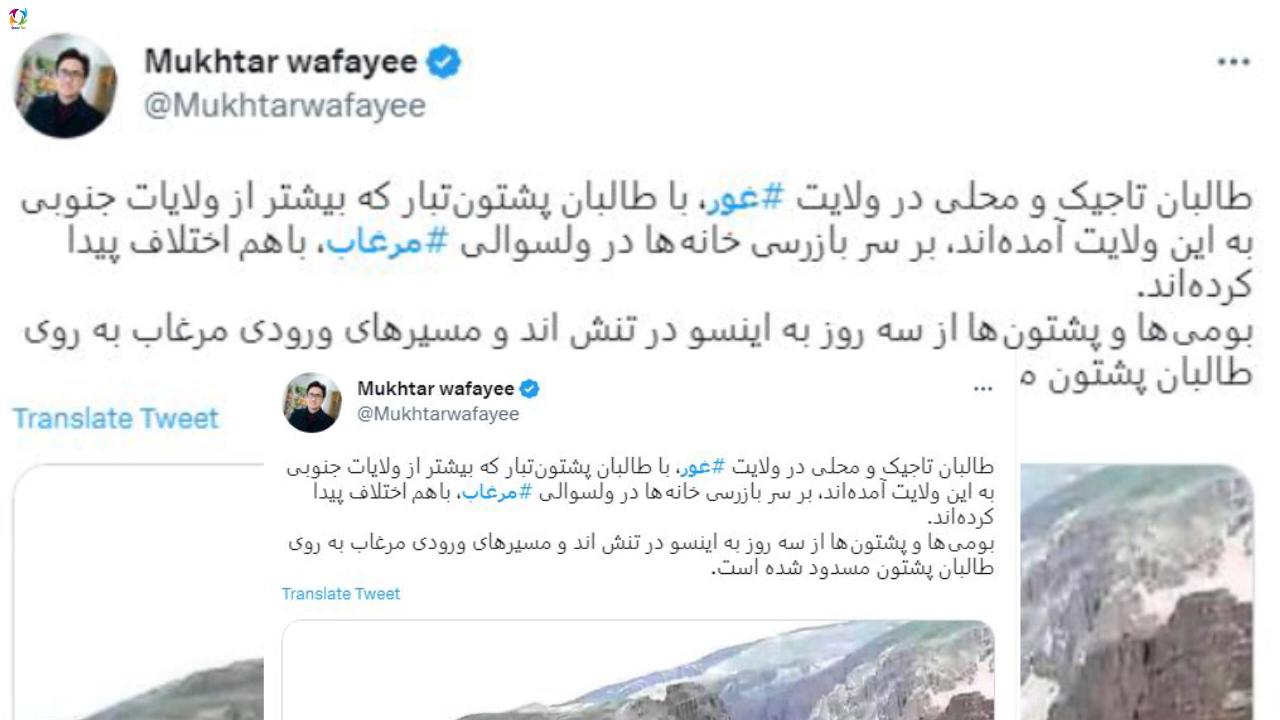 Mukhtar wafayee
@Mukhtarwafayee
طالبان تاجیک و محلی در ولایت #غور، با طالبان پشتون‌تبار که بیشتر از ولایات جنوبی
به این ولایت آمده‌اند، بر سر بازرسی خانه‌ها در ولسوالی #مرغاب، باهم اختلاف پیدا
کرده‌اند.
بومی‌ها و پشتون‌ها از سه روز به اینسو در تنش اند و مسیرهای ورودی مرغاب به روی
طالبان پشتون م
Translate Tweet
Mukhtar wafayee
@Mukhtarwafayee
طالبان تاجیک و محلی در ولایت #غور، با طالبان پشتون‌تبار که بیشتر از ولایات جنوبی
به این ولایت آمده‌اند، بر سر بازرسی خانه‌ها در ولسوالی #مرغاب، باهم اختلاف پیدا
کرده‌اند.
بومی‌ها و پشتون‌ها از سه روز به اینسو در تنش اند و مسیرهای ورودی مرغاب به روی
طالبان پشتون مسدود شده است.
Translate Tweet